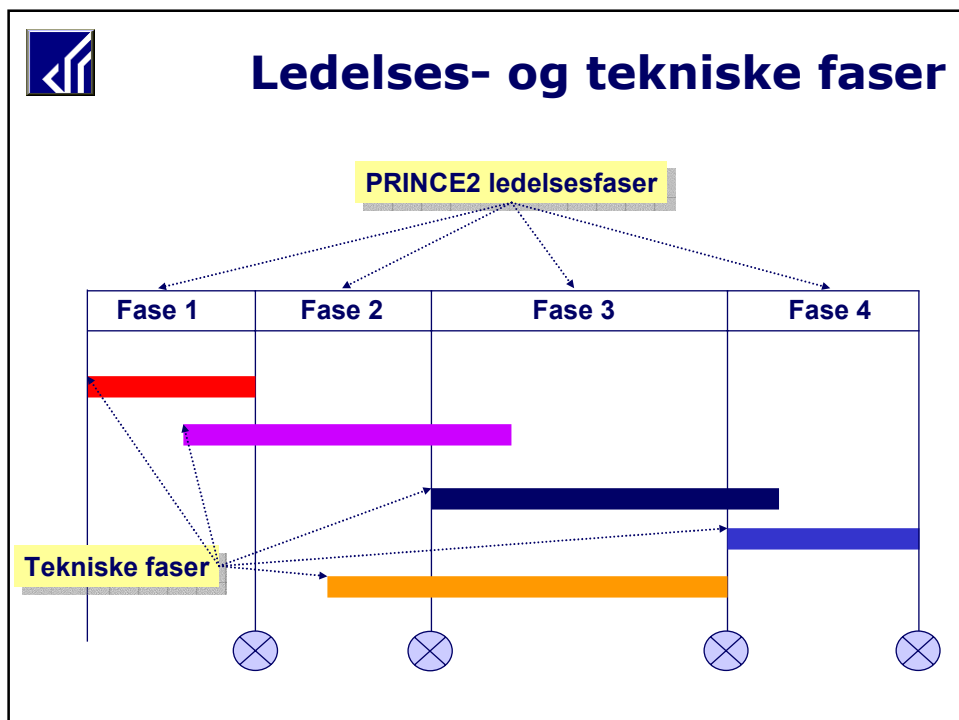 Ledelses- og tekniske faser
PRINCE2 ledelsesfaser
Fase 1
Fase 2
Fase 3
Fase 4
Tekniske faser